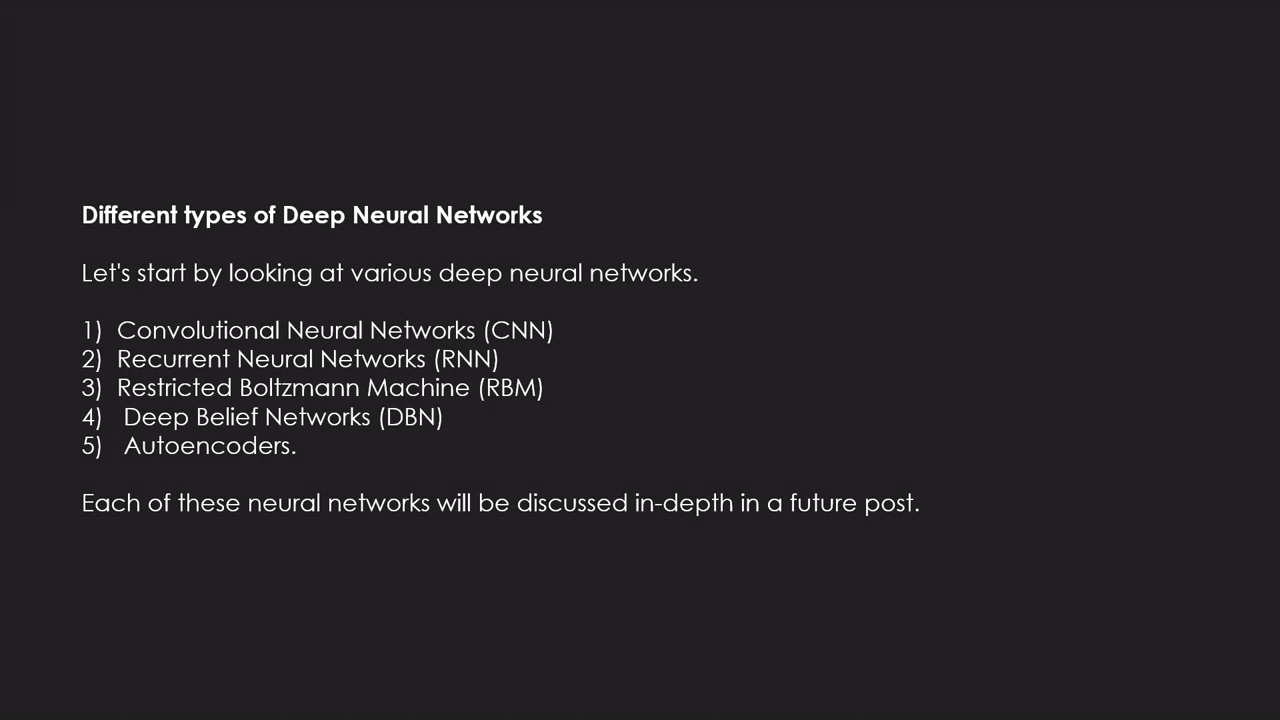 Different types of Deep Neural Networks
Let's start by looking at various deep neural networks.
1) Convolutional Neural Networks (CNN)
2) Recurrent Neural Networks (RNN)
3) Restricted Boltzmann Machine (RBM)
4) Deep Belief Networks (DBN)
5) Autoencoders.
Each of these neural networks will be discussed in-depth in a future post.